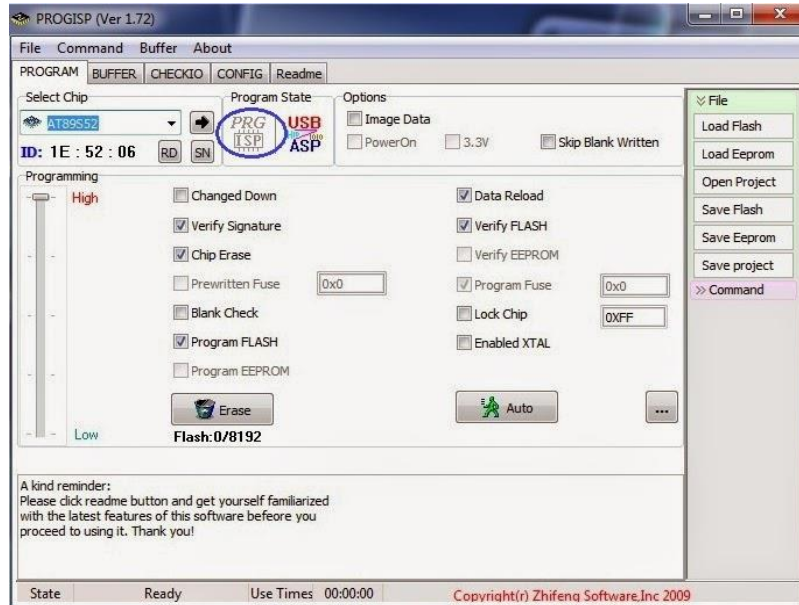 PROGISP (Ver 1.72)
File Command Buffer About
PROGRAM BUFFER CHECKIO CONFIG Readme
Select Chip
AT89S52
ID: 1E : 52 : 06 RD SN
Program State
PRG
ISP
USB
ASP
Options
Image Data
PowerOn 3.3V Skip Blank Written
Programming
High
Low
Changed Down
Verify Signature
Chip Erase
Prewritten Fuse 0x0
Blank Check
Program FLASH
Program EEPROM
Erase
Flash:0/8192
Data Reload
Verify FLASH
Verify EEPROM
Program Fuse 0x0
Lock Chip 0XFF
Enabled XTAL
Auto ...
File
Load Flash
Load Eeprom
Open Project
Save Flash
Save Eeprom
Save project
Command
A kind reminder:
Please click readme button and get yourself familiarized
with the latest features of this software befeore you
proceed to using it. Thank you!
State Ready Use Times 00:00:00 Copyright(r) Zhifeng Software,Inc 2009